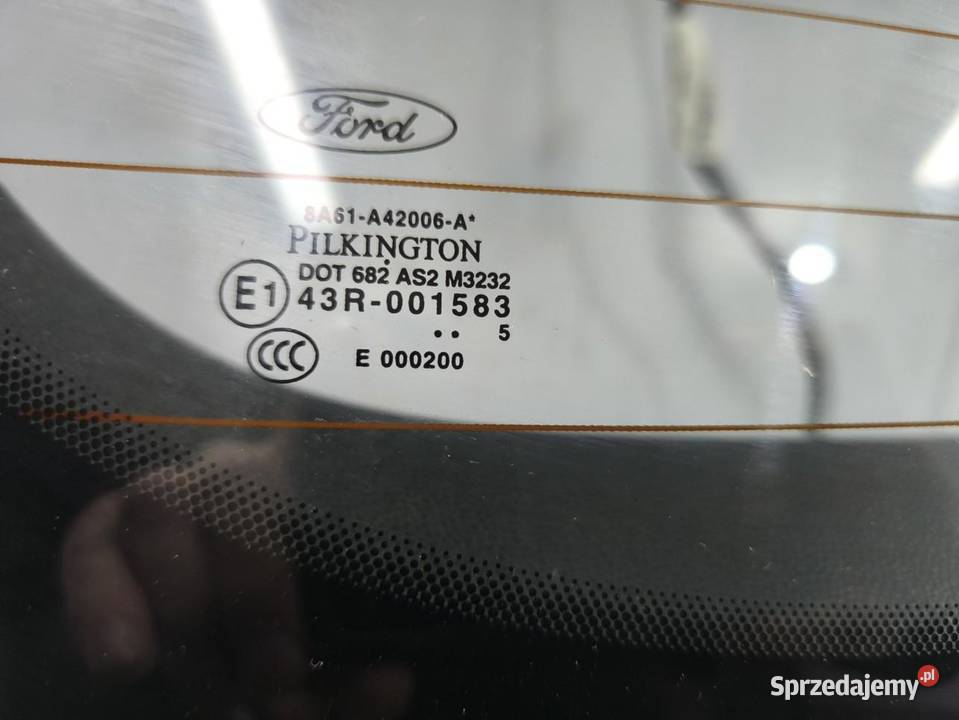 Ford
8A61-A42006-A*
PILKINGTON
DOT 682 AS2 M3232
E1 43R-001583
.. 5
CCC E 000200
Sprzedajemy.pl